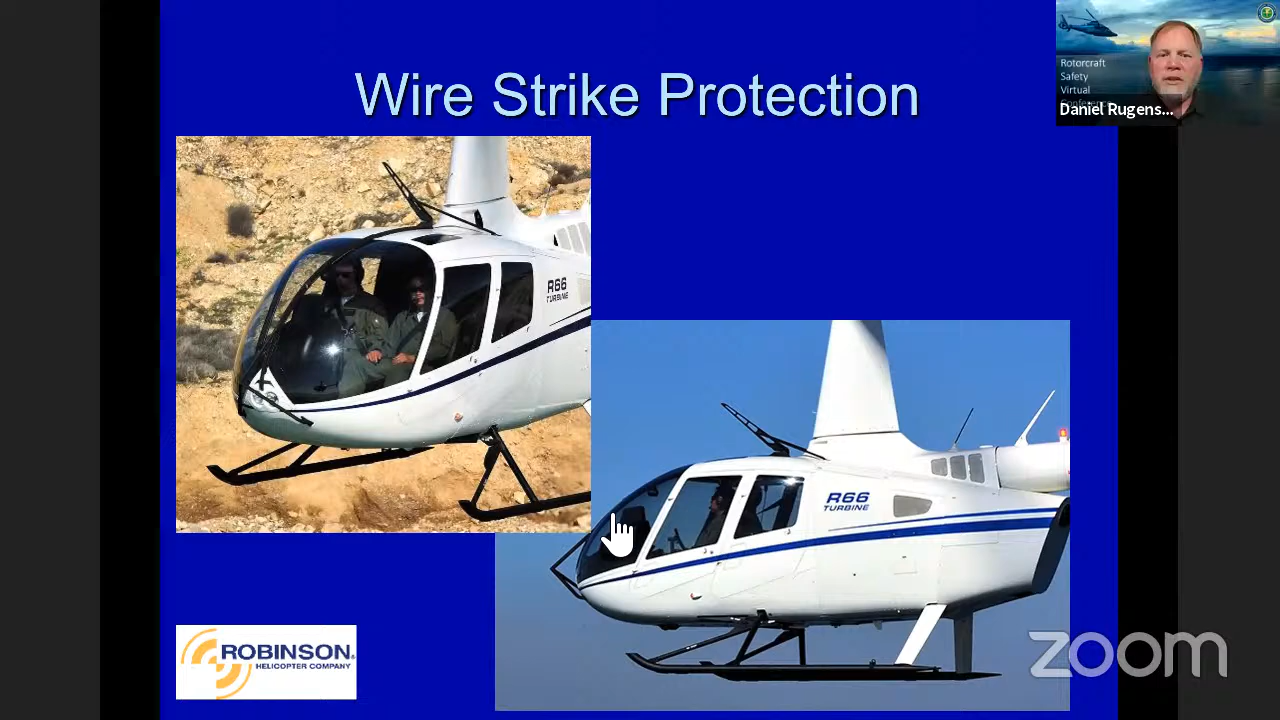 Wire Strike Protection
Rotorcraft
Safety
Virtual
Daniel Rugens...
R66
TURBINE
R66
TURBINE
ROBINSON
HELICOPTER COMPANY
zoom